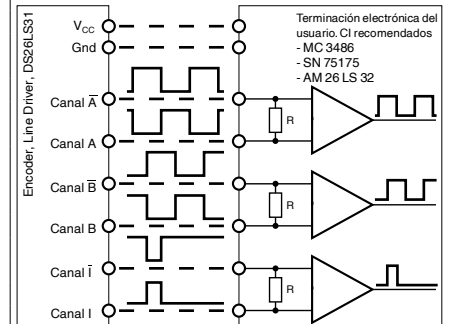 Encoder, Line Driver, DS26LS31
VCC
Gnd
Canal A̅
Canal A
Canal B̅
Canal B
Canal I̅
Canal I
Terminación electrónica del
usuario. CI recomendados
- MC 3486
- SN 75175
- AM 26 LS 32
R
R
R